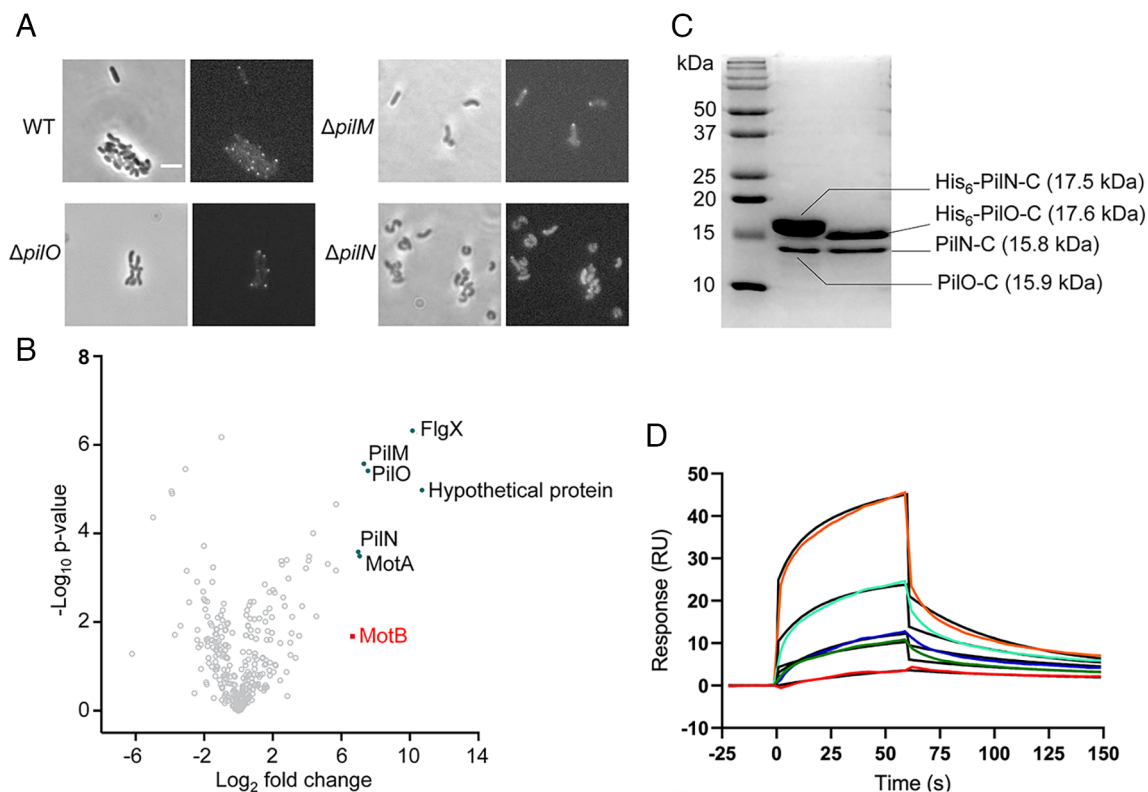 A
WT
ΔpilM
ΔpilO
ΔpilN
B
8
6
4
2
0
-Log10 p-value
-6
-2
2
6
10
14
Log2 fold change
FlgX
PilM
PilO
Hypothetical protein
PilN
MotA
MotB
C
kDa
50
37
25
20
15
10
His6-PilN-C (17.5 kDa)
His6-PilO-C (17.6 kDa)
PilN-C (15.8 kDa)
PilO-C (15.9 kDa)
D
50
40
30
20
10
0
-10
Response (RU)
-25
0
25
50
75
100
125
150
Time (s)